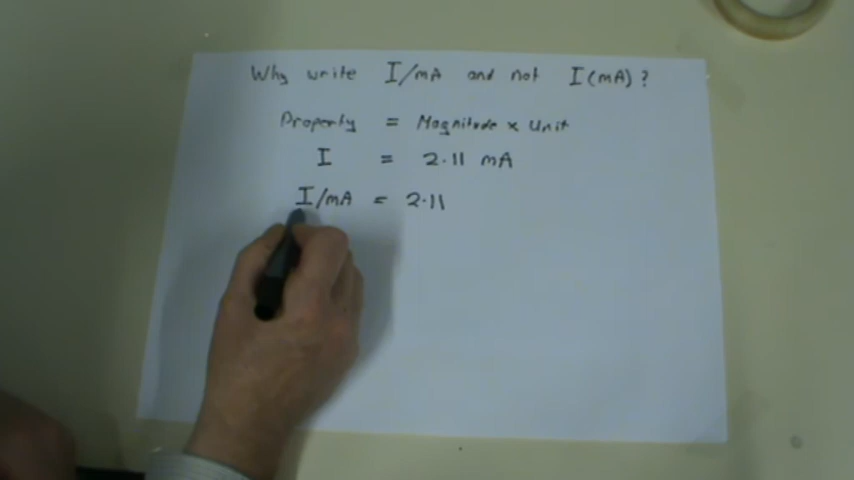 Why write I/mA and not I(mA)?
Property = Magnitude × Unit
I = 2.11 mA
I/mA = 2.11